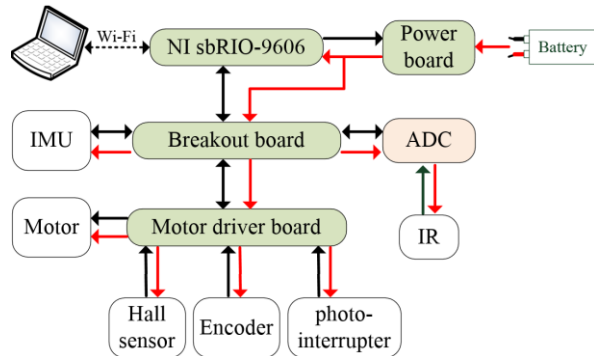 Wi-Fi
NI sbRIO-9606
Power
board
Battery
IMU
Breakout board
ADC
Motor
Motor driver board
IR
Hall
sensor
Encoder
photo-
interrupter